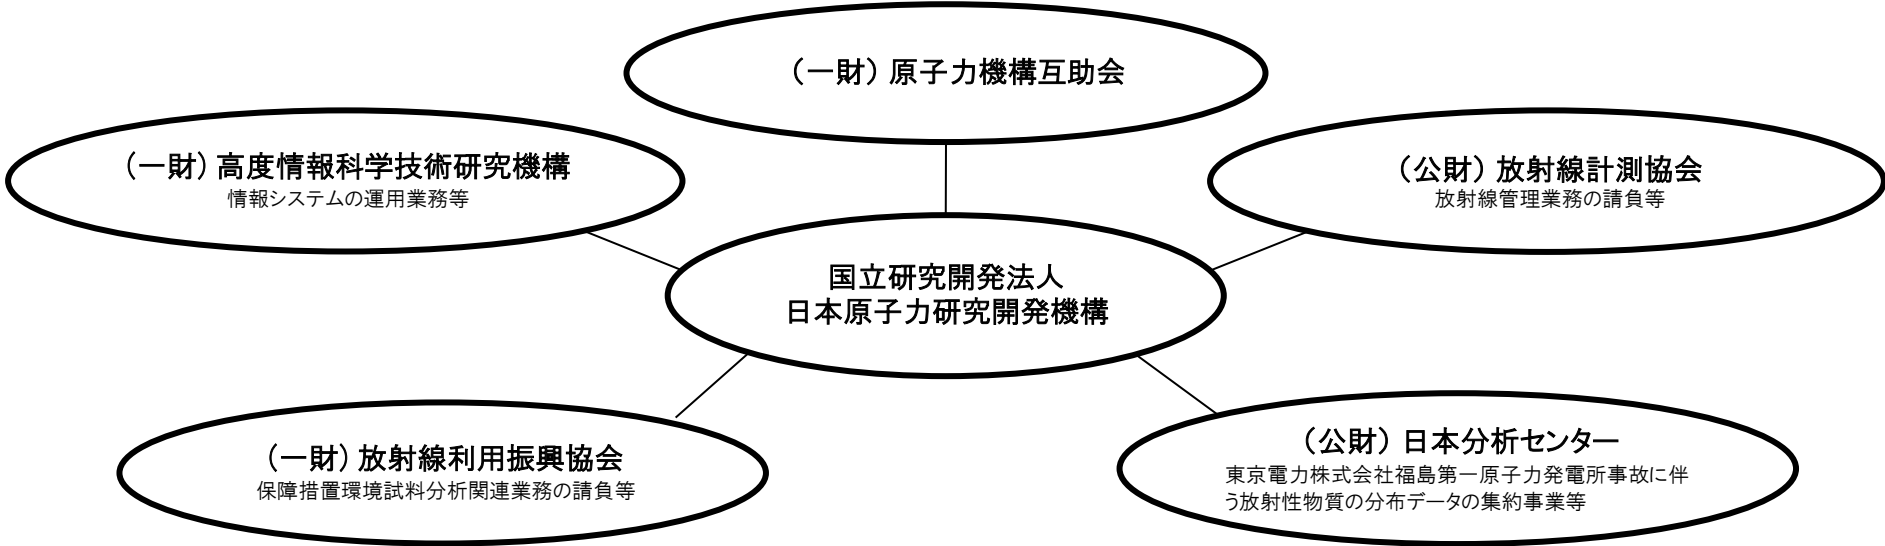 （一財）原子力機構互助会
（一財）高度情報科学技術研究機構
情報システムの運用業務等
（公財）放射線計測協会
放射線管理業務の請負等
国立研究開発法人
日本原子力研究開発機構
（一財）放射線利用振興協会
保障措置環境試料分析関連業務の請負等
（公財）日本分析センター
東京電力株式会社福島第一原子力発電所事故に伴
う放射性物質の分布データの集約事業等